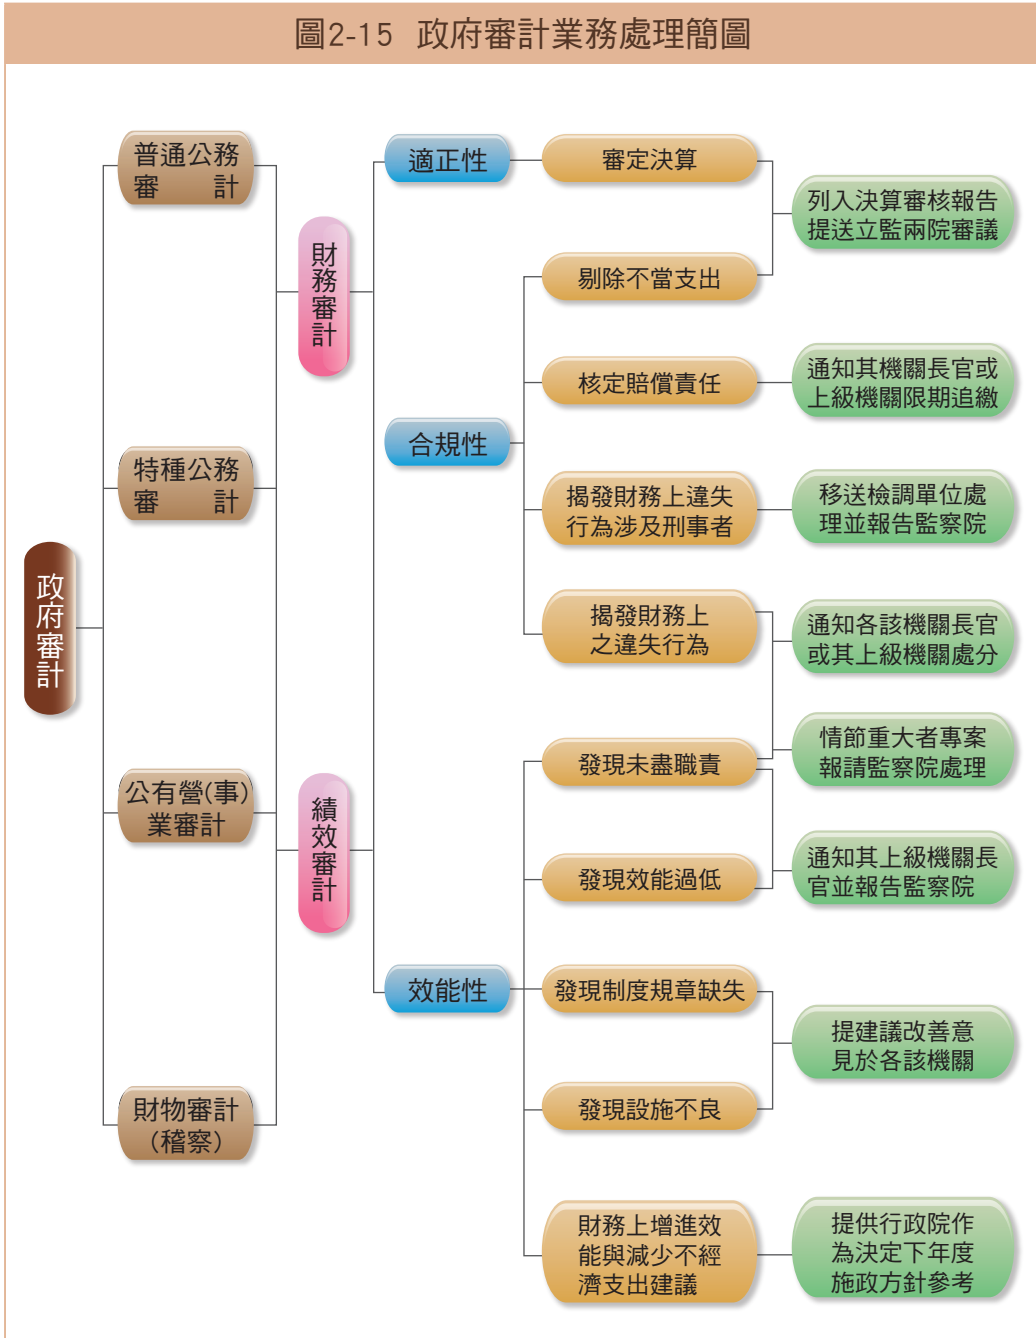 圖2-15 政府審計業務處理簡圖
政府審計
普通公務
審計
特種公務
審計
公有營(事)
業審計
財物審計
(稽察)
財務審計
績效審計
適正性
合規性
效能性
審定決算
剔除不當支出
核定賠償責任
揭發財務上違失
行為涉及刑事者
揭發財務上
之違失行為
發現未盡職責
發現效能過低
發現制度規章缺失
發現設施不良
財務上增進效
能與減少不經
濟支出建議
列入決算審核報告
提送立監兩院審議
通知其機關長官或
上級機關限期追繳
移送檢調單位處
理並報告監察院
通知各該機關長官
或其上級機關處分
情節重大者專案
報請監察院處理
通知其上級機關長
官並報告監察院
提建議改善意
見於各該機關
提供行政院作
為決定下年度
施政方針參考